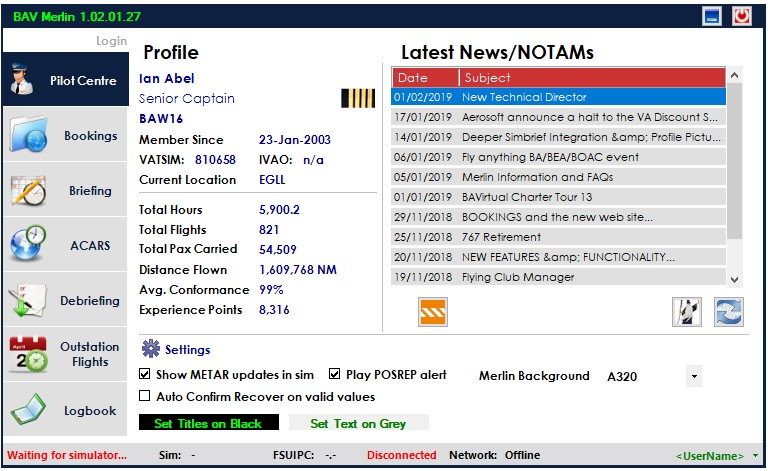 BAV Merlin 1.02.01.27
Login
Pilot Centre
Bookings
Briefing
ACARS
Debriefing
April
20
Outstation
Flights
Logbook
Profile
Ian Abel
Senior Captain
BAW16
Member Since 23-Jan-2003
VATSIM: 810658 IVAO: n/a
Current Location EGLL
Total Hours 5,900.2
Total Flights 821
Total Pax Carried 54,509
Distance Flown 1,609,768 NM
Avg. Conformance 99%
Experience Points 8,316
Latest News/NOTAMs
Date Subject
01/02/2019 New Technical Director
17/01/2019 Aerosoft announce a halt to the VA Discount S...
14/01/2019 Deeper Simbrief Integration &amp; Profile Pictu...
06/01/2019 Fly anything BA/BEA/BOAC event
05/01/2019 Merlin Information and FAQs
01/01/2019 BAVirtual Charter Tour 13
29/11/2018 BOOKINGS and the new web site...
25/11/2018 767 Retirement
20/11/2018 NEW FEATURES &amp; FUNCTIONALITY...
19/11/2018 Flying Club Manager
Settings
Show METAR updates in sim Play POSREP alert Merlin Background A320
Auto Confirm Recover on valid values
Set Titles on Black Set Text on Grey
Waiting for simulator... Sim: - FSUIPC: -.- Disconnected Network: Offline <UserName>